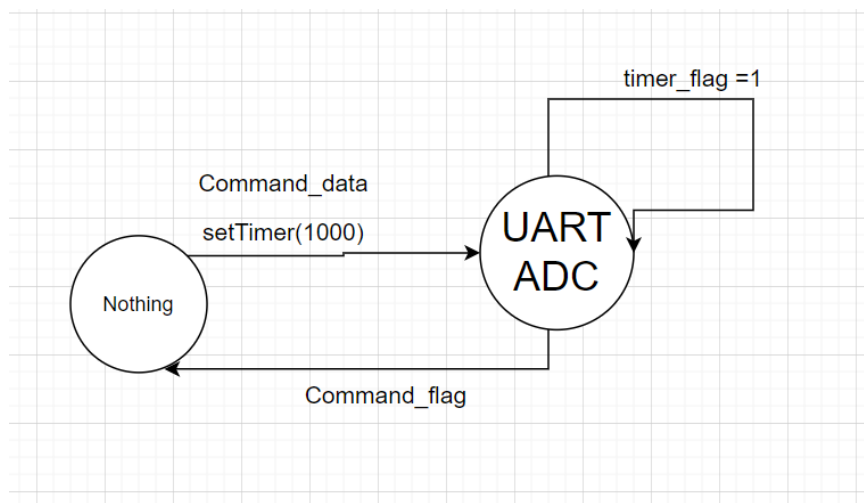 timer_flag =1
Command_data
setTimer(1000)
UART
ADC
Nothing
Command_flag